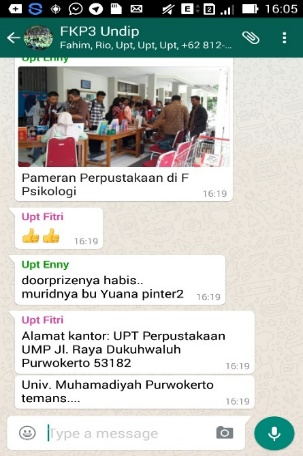 16:05
FKP3 Undip
Fahim, Rio, Upt, Upt, Upt, +62 812-...
Upt Enny
Pameran Perpustakaan di F
Psikologi
16:19
Upt Fitri
16:19
Upt Enny
doorprizenya habis..
muridnya bu Yuana pinter2
16:19
Upt Fitri
Alamat kantor: UPT Perpustakaan
UMP Jl. Raya Dukuhwaluh
Purwokerto 53182
16:19
Univ. Muhamadiyah Purwokerto
temans....
16:19
Type a message